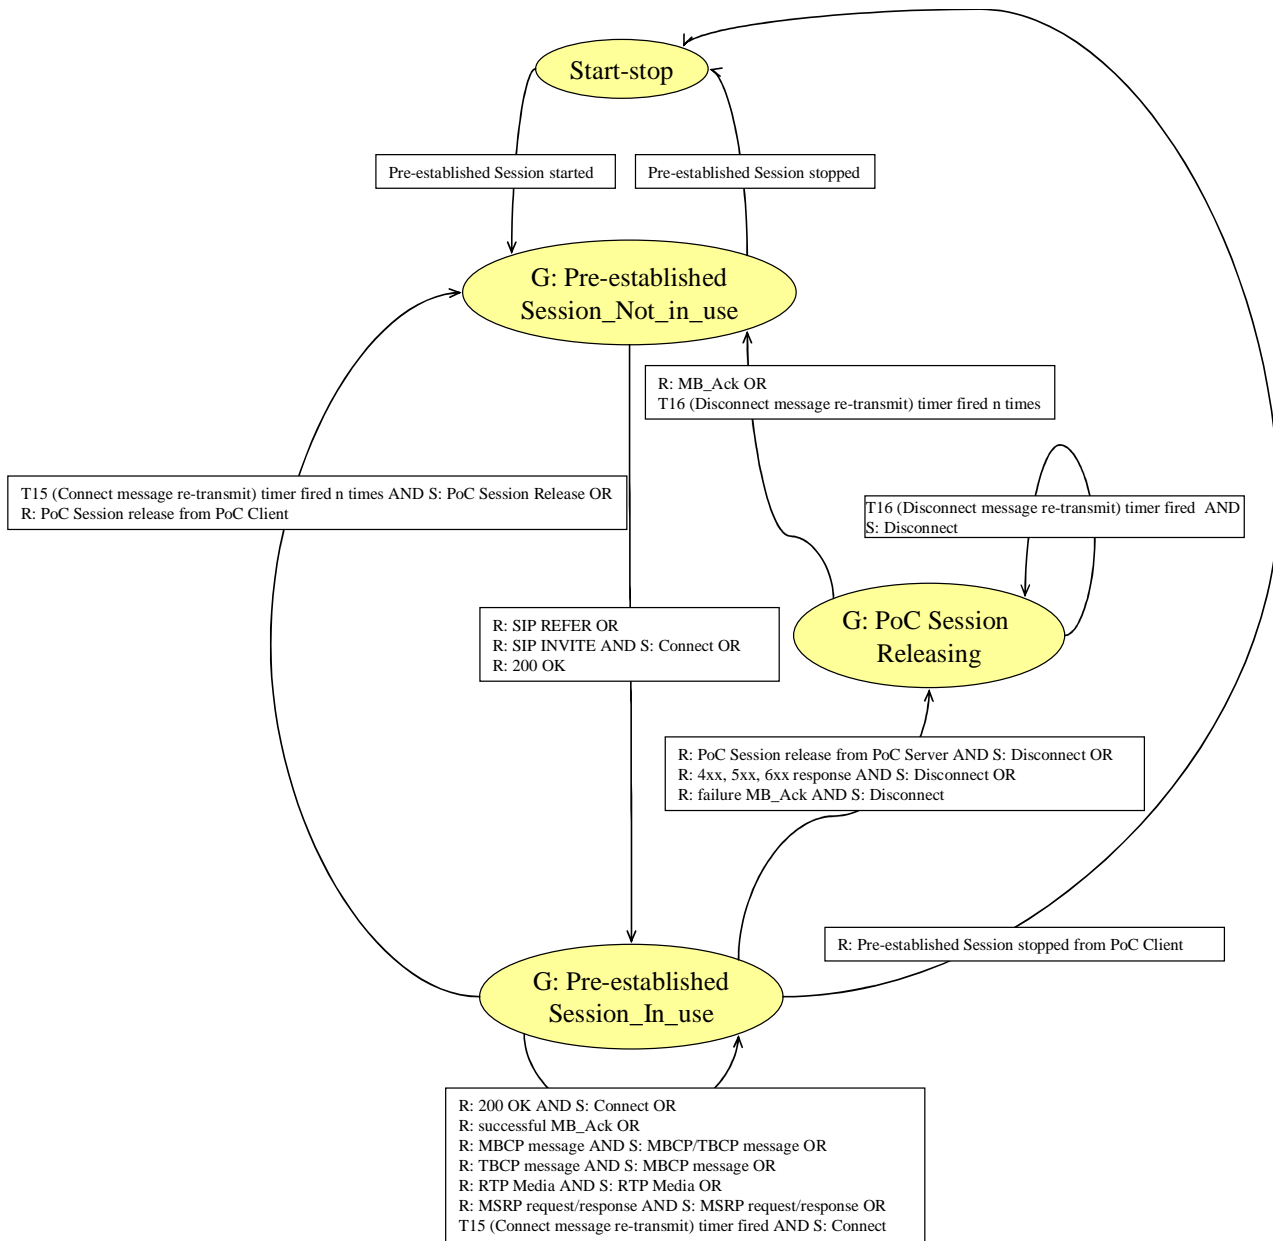 Start-stop
Pre-established Session started
Pre-established Session stopped
G: Pre-established
Session_Not_in_use
R: MB_Ack OR
T16 (Disconnect message re-transmit) timer fired n times
T15 (Connect message re-transmit) timer fired n times AND S: PoC Session Release OR
R: PoC Session release from PoC Client
T16 (Disconnect message re-transmit) timer fired AND
S: Disconnect
R: SIP REFER OR
R: SIP INVITE AND S: Connect OR
R: 200 OK
G: PoC Session
Releasing
R: PoC Session release from PoC Server AND S: Disconnect OR
R: 4xx, 5xx, 6xx response AND S: Disconnect OR
R: failure MB_Ack AND S: Disconnect
R: Pre-established Session stopped from PoC Client
G: Pre-established
Session_In_use
R: 200 OK AND S: Connect OR
R: successful MB_Ack OR
R: MBCP message AND S: MBCP/TBCP message OR
R: TBCP message AND S: MBCP message OR
R: RTP Media AND S: RTP Media OR
R: MSRP request/response AND S: MSRP request/response OR
T15 (Connect message re-transmit) timer fired AND S: Connect